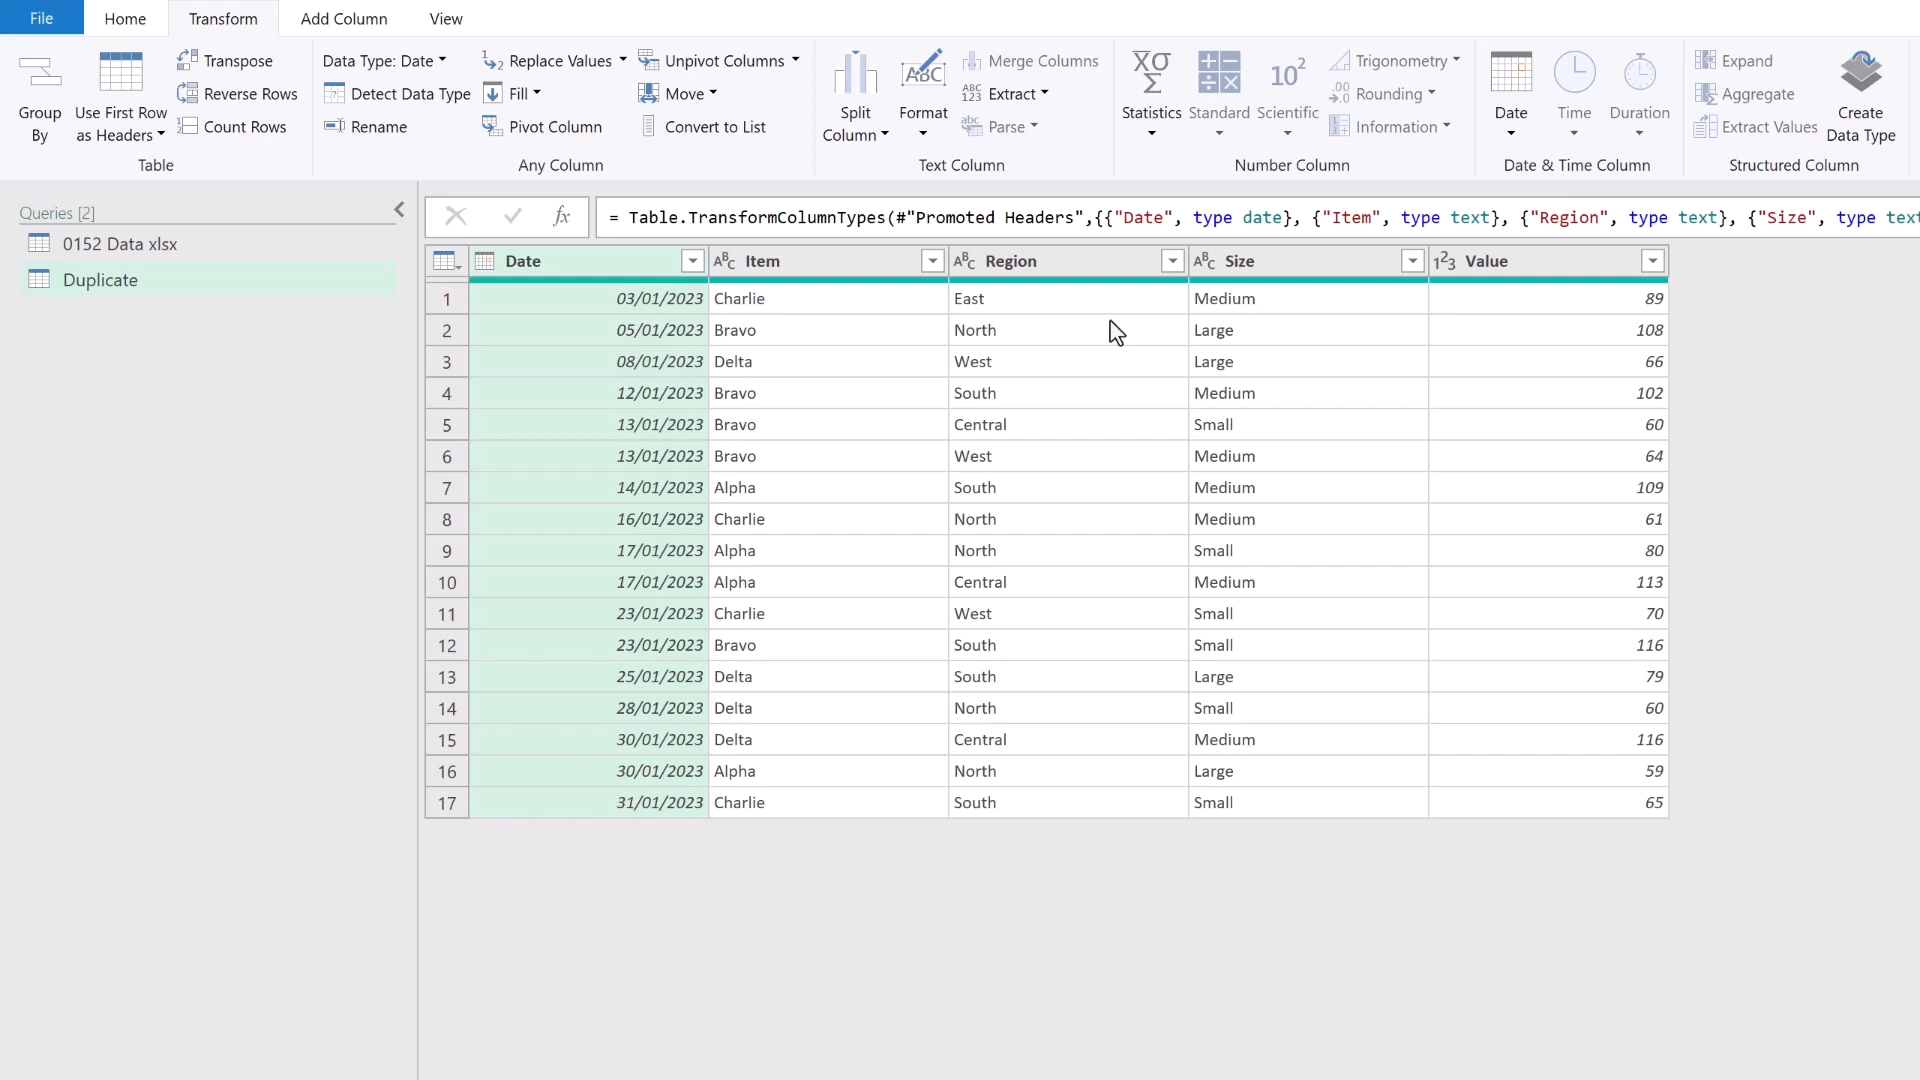 File Home Transform Add Column View
Group By
Use First Row as Headers
Transpose
Reverse Rows
Count Rows
Table
Data Type: Date
Detect Data Type
Rename
Replace Values
Fill
Pivot Column
Unpivot Columns
Move
Convert to List
Any Column
Split Column
ABC
Format
Merge Columns
ABC 123 Extract
abc Parse
Text Column
XΟ Σ
Statistics
Standard
10²
Scientific
Trigonometry
.00 Rounding
Information
Number Column
Date
Time
Duration
Date & Time Column
Expand
Aggregate
Extract Values
Structured Column
Create Data Type
Queries [2]
0152 Data xlsx
Duplicate
fx = Table.TransformColumnTypes(#"Promoted Headers",{{"Date", type date}, {"Item", type text}, {"Region", type text}, {"Size", type text
Date ABC Item ABC Region ABC Size 123 Value
1 03/01/2023 Charlie East Medium 89
2 05/01/2023 Bravo North Large 108
3 08/01/2023 Delta West Large 66
4 12/01/2023 Bravo South Medium 102
5 13/01/2023 Bravo Central Small 60
6 13/01/2023 Bravo West Medium 64
7 14/01/2023 Alpha South Medium 109
8 16/01/2023 Charlie North Medium 61
9 17/01/2023 Alpha North Small 80
10 17/01/2023 Alpha Central Medium 113
11 23/01/2023 Charlie West Small 70
12 23/01/2023 Bravo South Small 116
13 25/01/2023 Delta South Large 79
14 28/01/2023 Delta North Small 60
15 30/01/2023 Delta Central Medium 116
16 30/01/2023 Alpha North Large 59
17 31/01/2023 Charlie South Small 65